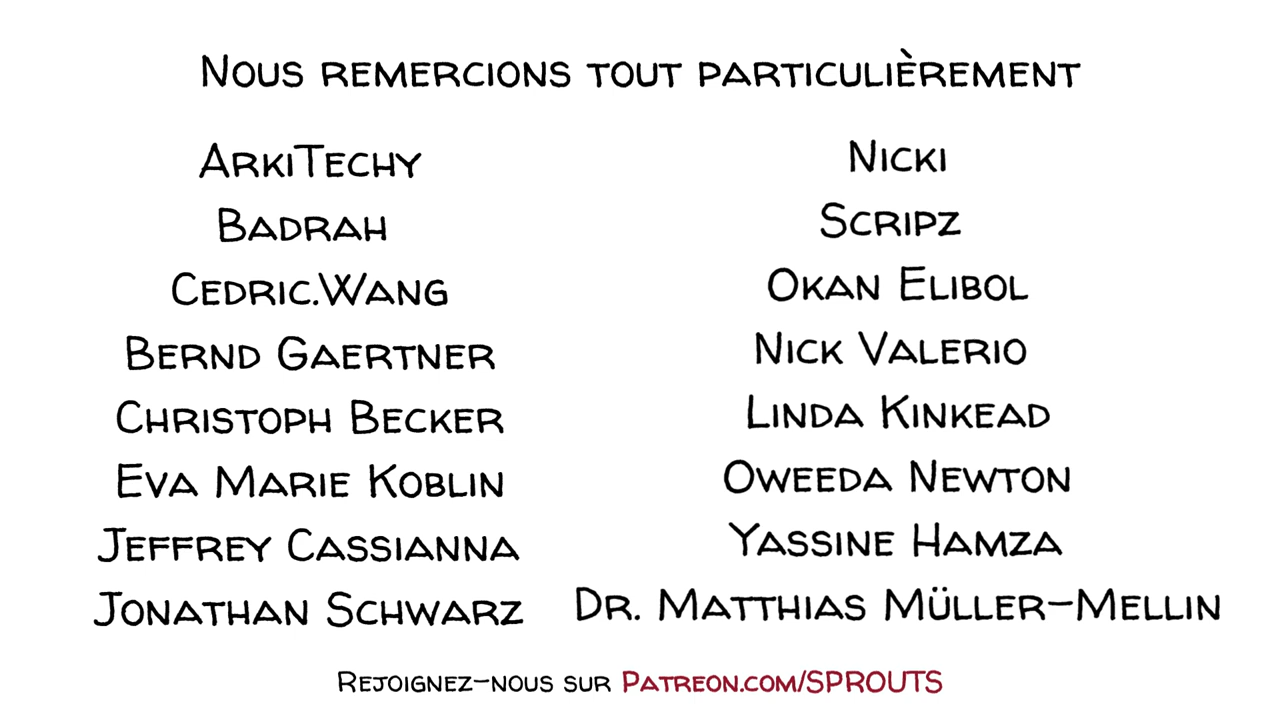 Nous remercions tout particulièrement
ArkiTechy
Badrah
Cedric.Wang
Bernd Gaertner
Christoph Becker
Eva Marie Koblin
Jeffrey Cassianna
Jonathan Schwarz
Nicki
Scripz
Okan Elibol
Nick Valerio
Linda Kinkead
Oweeda Newton
Yassine Hamza
Dr. Matthias Müller-Mellin
Rejoignez-nous sur Patreon.com/SPROUTS